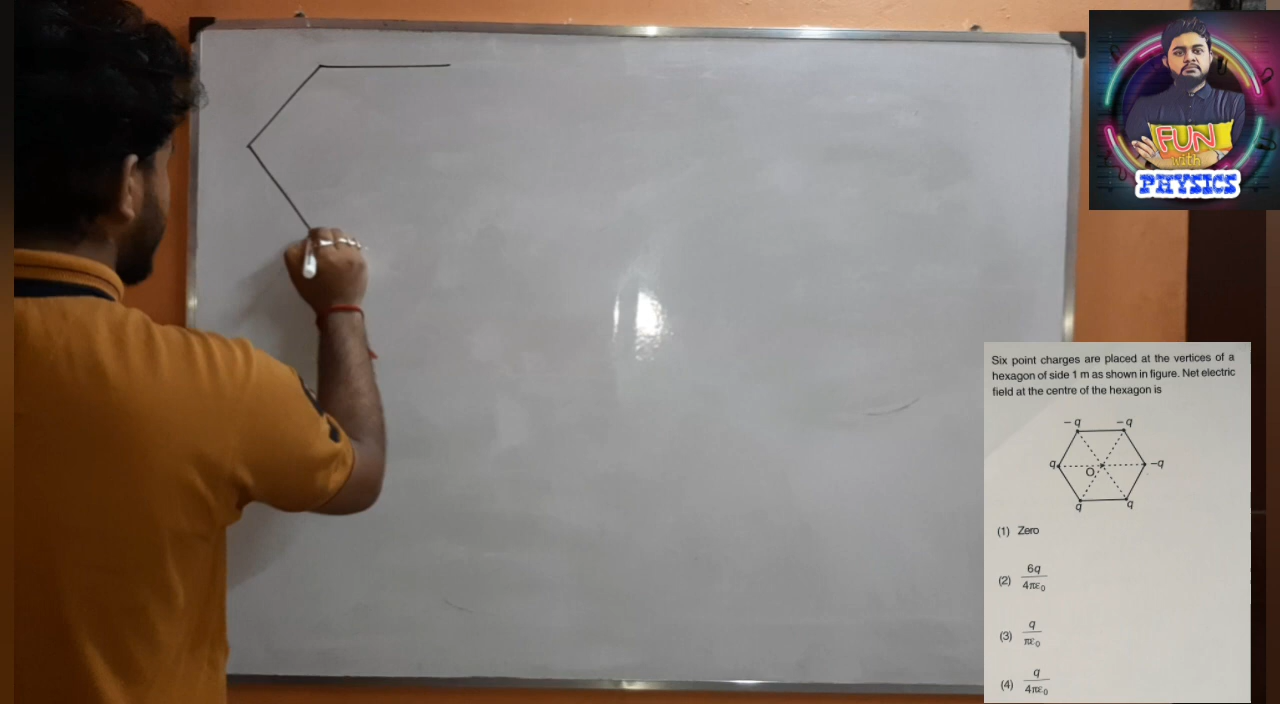 FUN
with
PHYSICS
Six point charges are placed at the vertices of a
hexagon of side 1 m as shown in figure. Net electric
field at the centre of the hexagon is
– q – q
q O –q
q q
(1) Zero
(2) 6q/4πε₀
(3) q/πε₀
(4) q/4πε₀